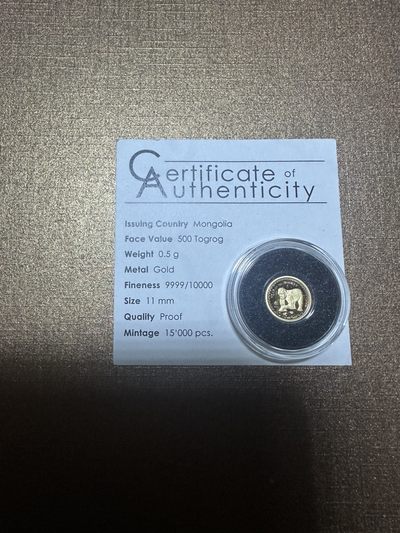 Certificate of
Authenticity
Issuing Country Mongolia
Face Value 500 Togrog
Weight 0.5 g
Metal Gold
Fineness 9999/10000
Size 11 mm
Quality Proof
Mintage 15'000 pcs.